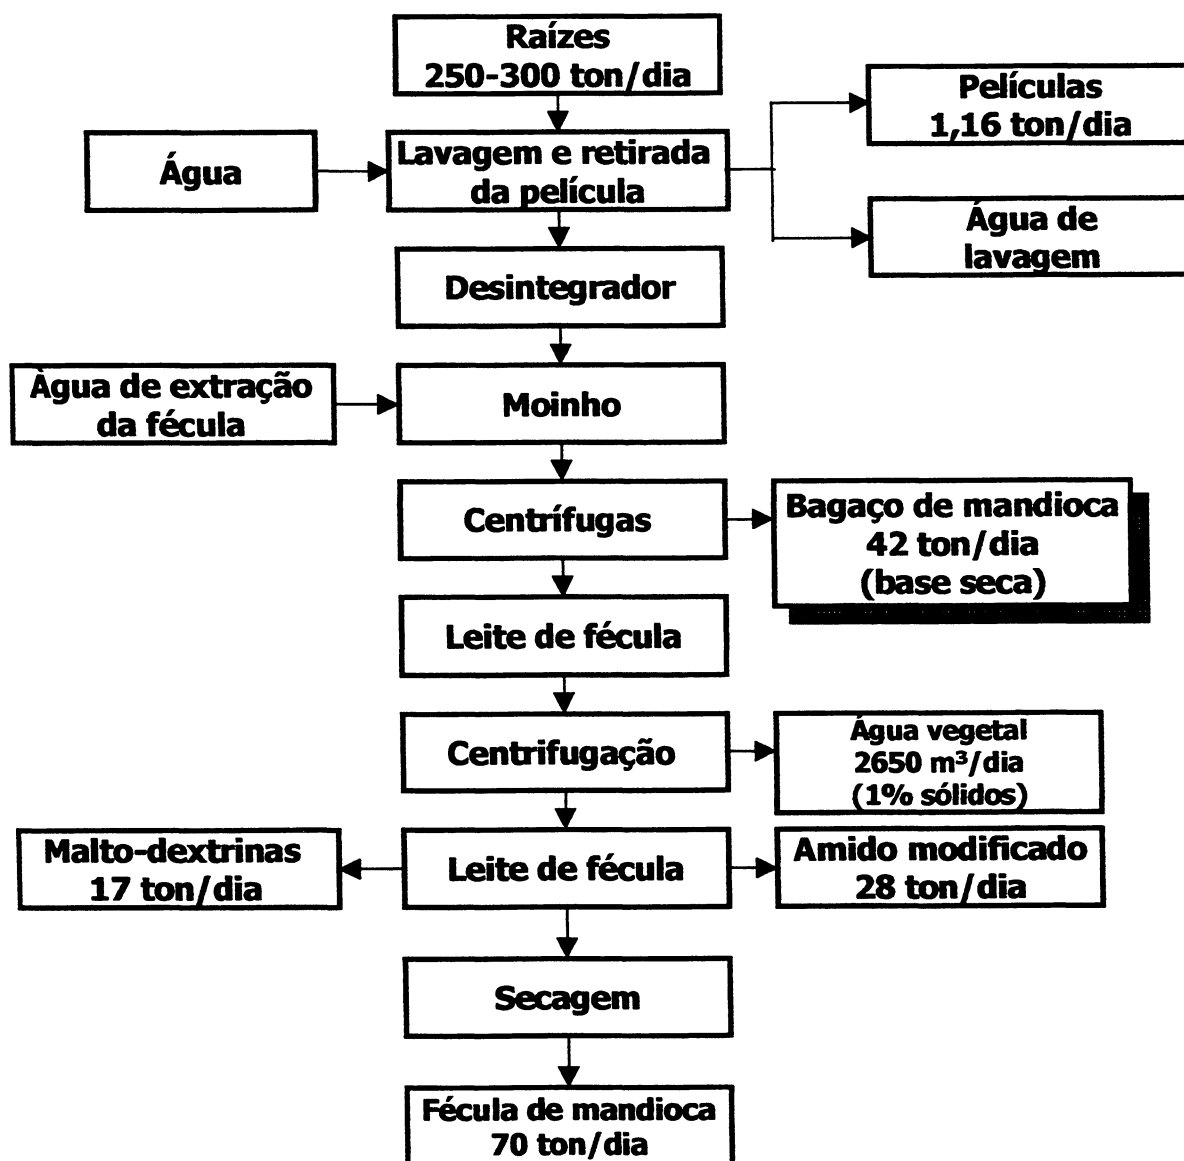 Raízes
250-300 ton/dia
Películas
1,16 ton/dia
Água
Lavagem e retirada
da película
Água de
lavagem
Desintegrador
Àgua de extração
da fécula
Moinho
Centrífugas
Bagaço de mandioca
42 ton/dia
(base seca)
Leite de fécula
Centrifugação
Água vegetal
2650 m³/dia
(1% sólidos)
Malto-dextrinas
17 ton/dia
Leite de fécula
Amido modificado
28 ton/dia
Secagem
Fécula de mandioca
70 ton/dia